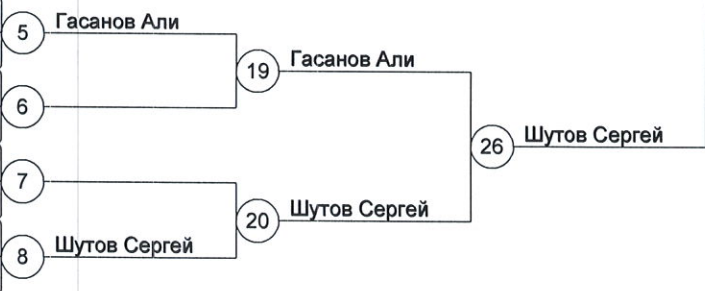 5 Гасанов Али
19 Гасанов Али
6
26 Шутов Сергей
7
20 Шутов Сергей
8 Шутов Сергей